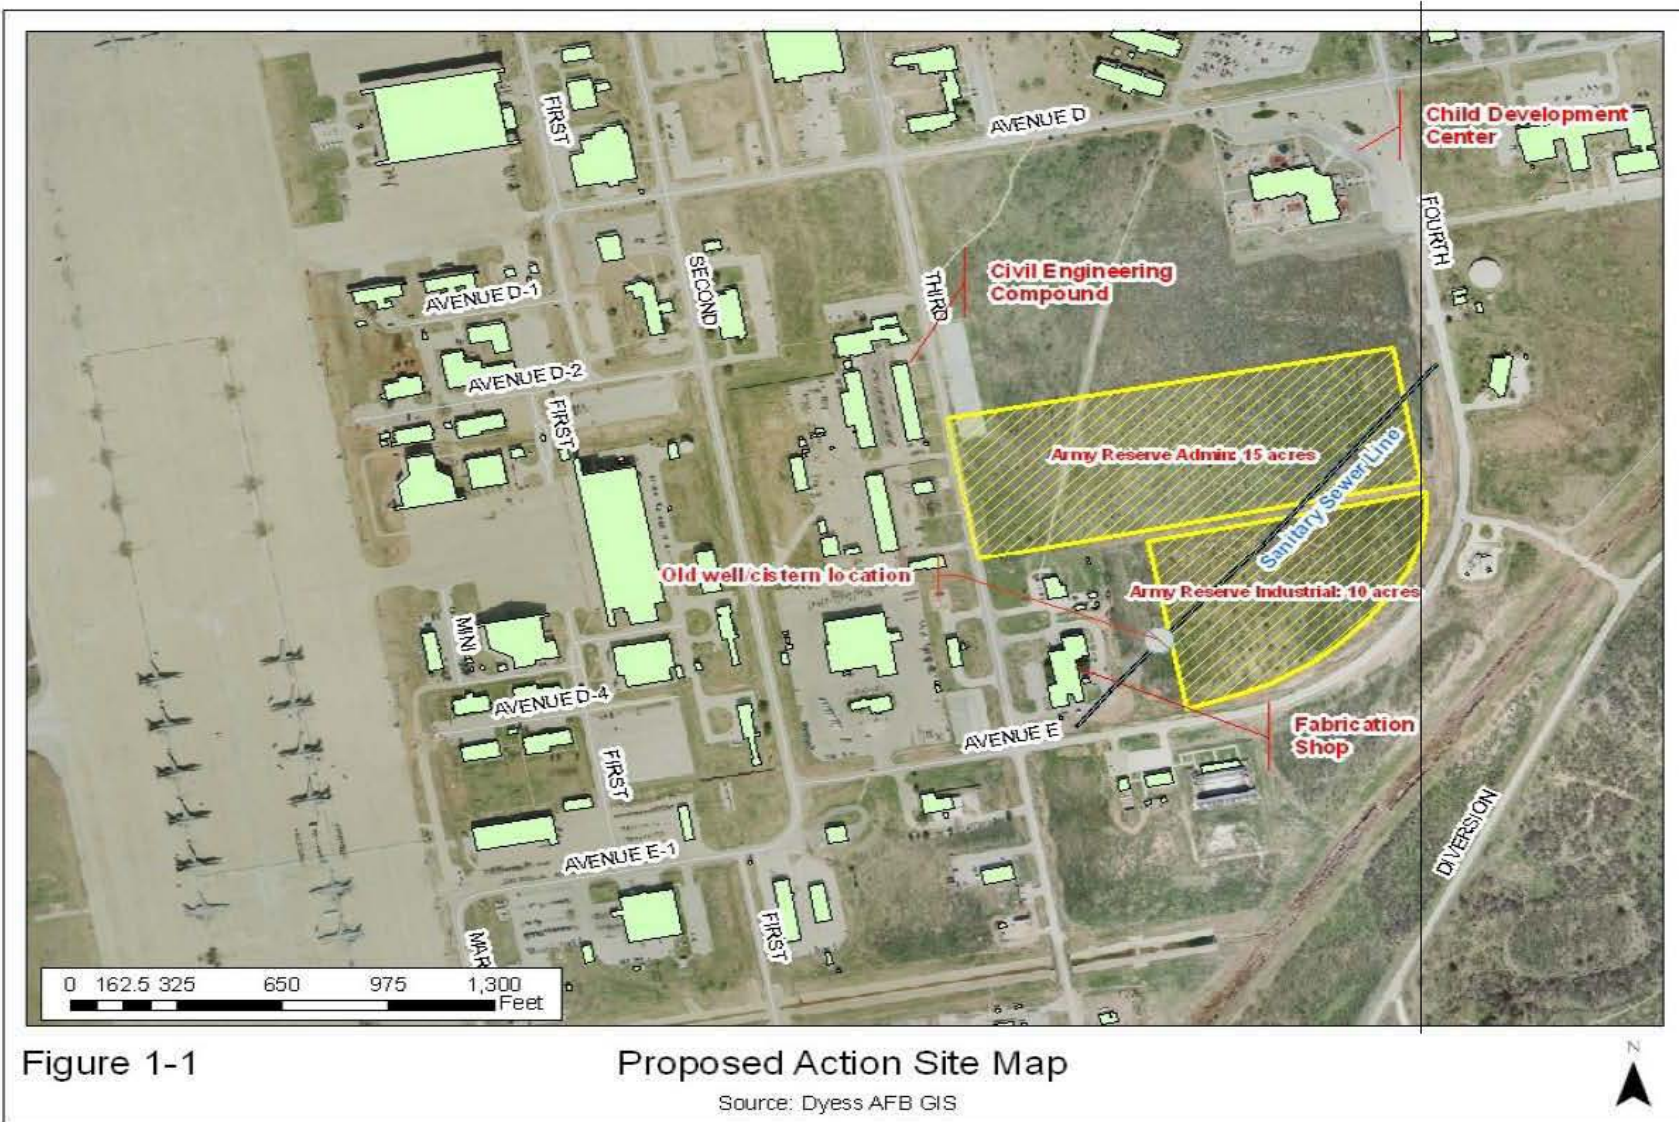 FIRST
AVENUE D
Child Development
Center
FOURTH
SECOND
THIRD
Civil Engineering
Compound
AVENUE D-1
AVENUE D-2
FIRST
Army Reserve Admin: 15 acres
Sanitary Sewer Line
Old well/cistern location
Army Reserve Industrial: 10 acres
MINI
AVENUE D-4
AVENUE E
Fabrication
Shop
FIRST
DIVERSION
AVENUE E-1
FIRST
MAR
0 162.5 325 650 975 1,300
Feet
Figure 1-1
Proposed Action Site Map
Source: Dyess AFB GIS
N